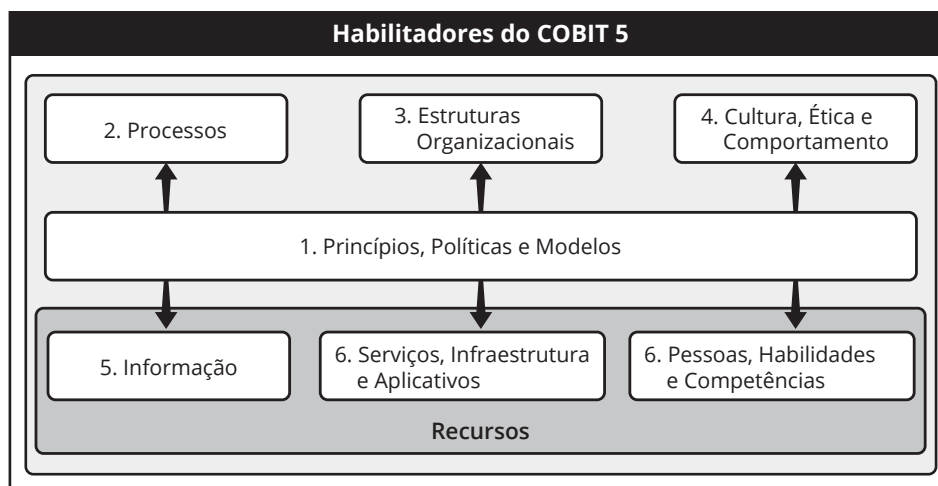 Habilitadores do COBIT 5
2. Processos
3. Estruturas
Organizacionais
4. Cultura, Ética e
Comportamento
1. Princípios, Políticas e Modelos
5. Informação
6. Serviços, Infraestrutura
e Aplicativos
6. Pessoas, Habilidades
e Competências
Recursos